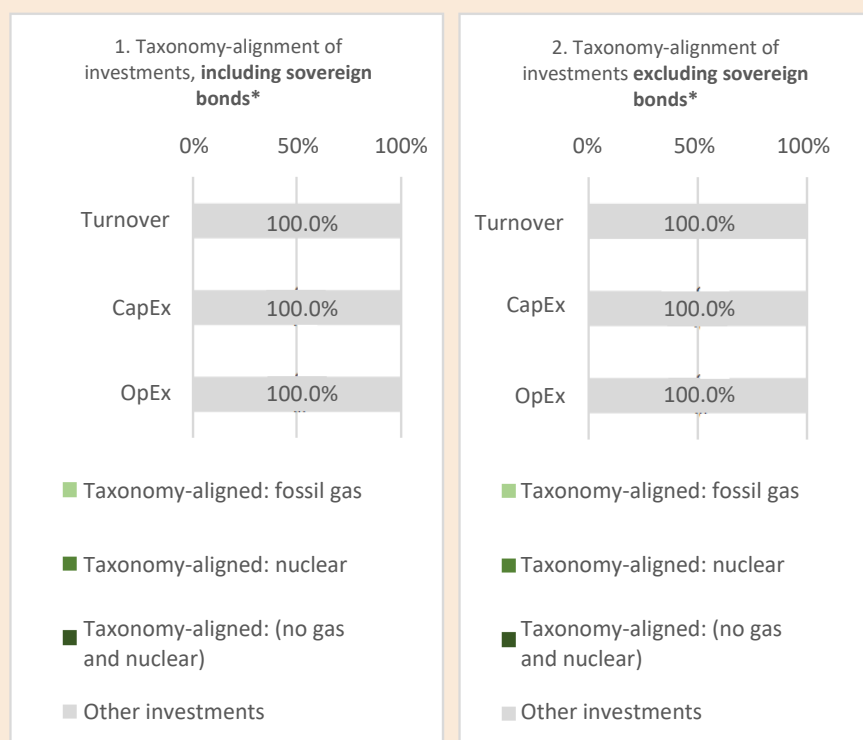 1. Taxonomy-alignment of
investments, including sovereign
bonds*
0% 50% 100%
Turnover 100.0%
CapEx 100.0%
OpEx 100.0%
Taxonomy-aligned: fossil gas
Taxonomy-aligned: nuclear
Taxonomy-aligned: (no gas
and nuclear)
Other investments
2. Taxonomy-alignment of
investments excluding sovereign
bonds*
0% 50% 100%
Turnover 100.0%
CapEx 100.0%
OpEx 100.0%
Taxonomy-aligned: fossil gas
Taxonomy-aligned: nuclear
Taxonomy-aligned: (no gas
and nuclear)
Other investments